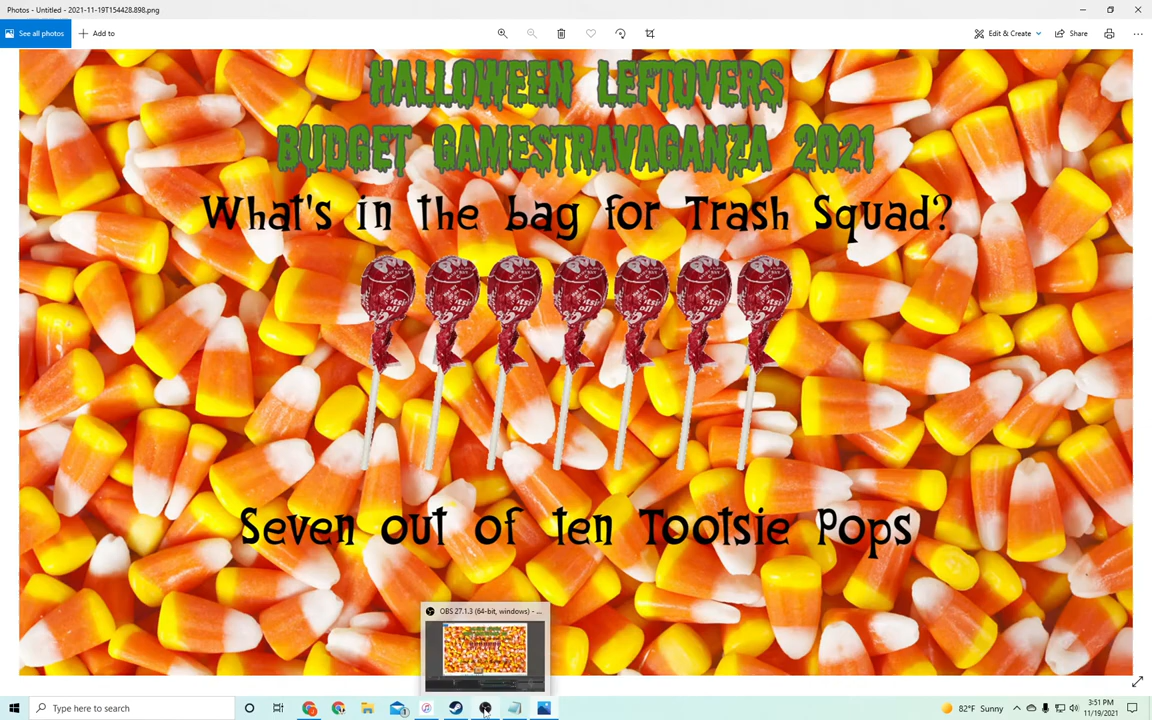 Photos - Untitled - 2021-11-19T154428.898.png
See all photos
Add to
Edit & Create
Share
HALLOWEEN LEFTOVERS
BUDGET GAMESTRAVAGANZA 2021
What's in the bag for Trash Squad?
Seven out of ten Tootsie Pops
OBS 27.1.3 (64-bit, windows) - ...
Type here to search
82°F Sunny
3:51 PM
11/19/2021